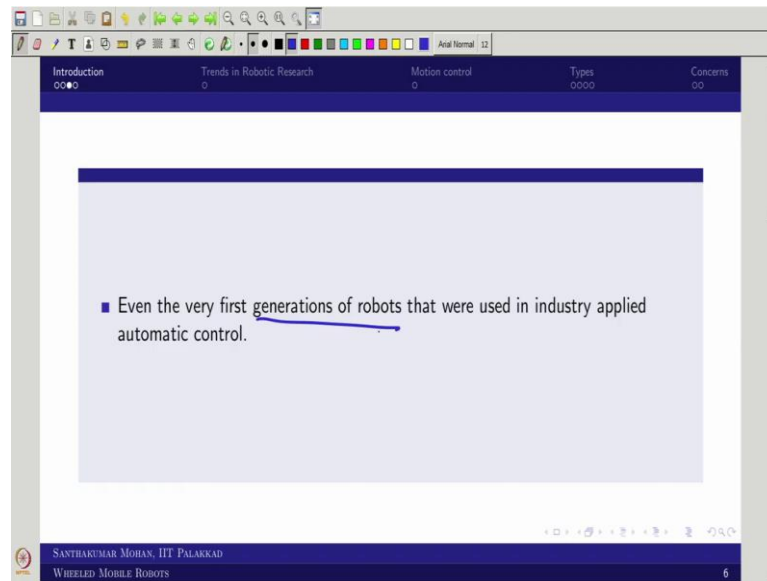 Arial Normal 12
Introduction Trends in Robotic Research Motion control Types Concerns
Even the very first generations of robots that were used in industry applied
automatic control.
SANTHAKUMAR MOHAN, IIT PALAKKAD
WHEELED MOBILE ROBOTS 6